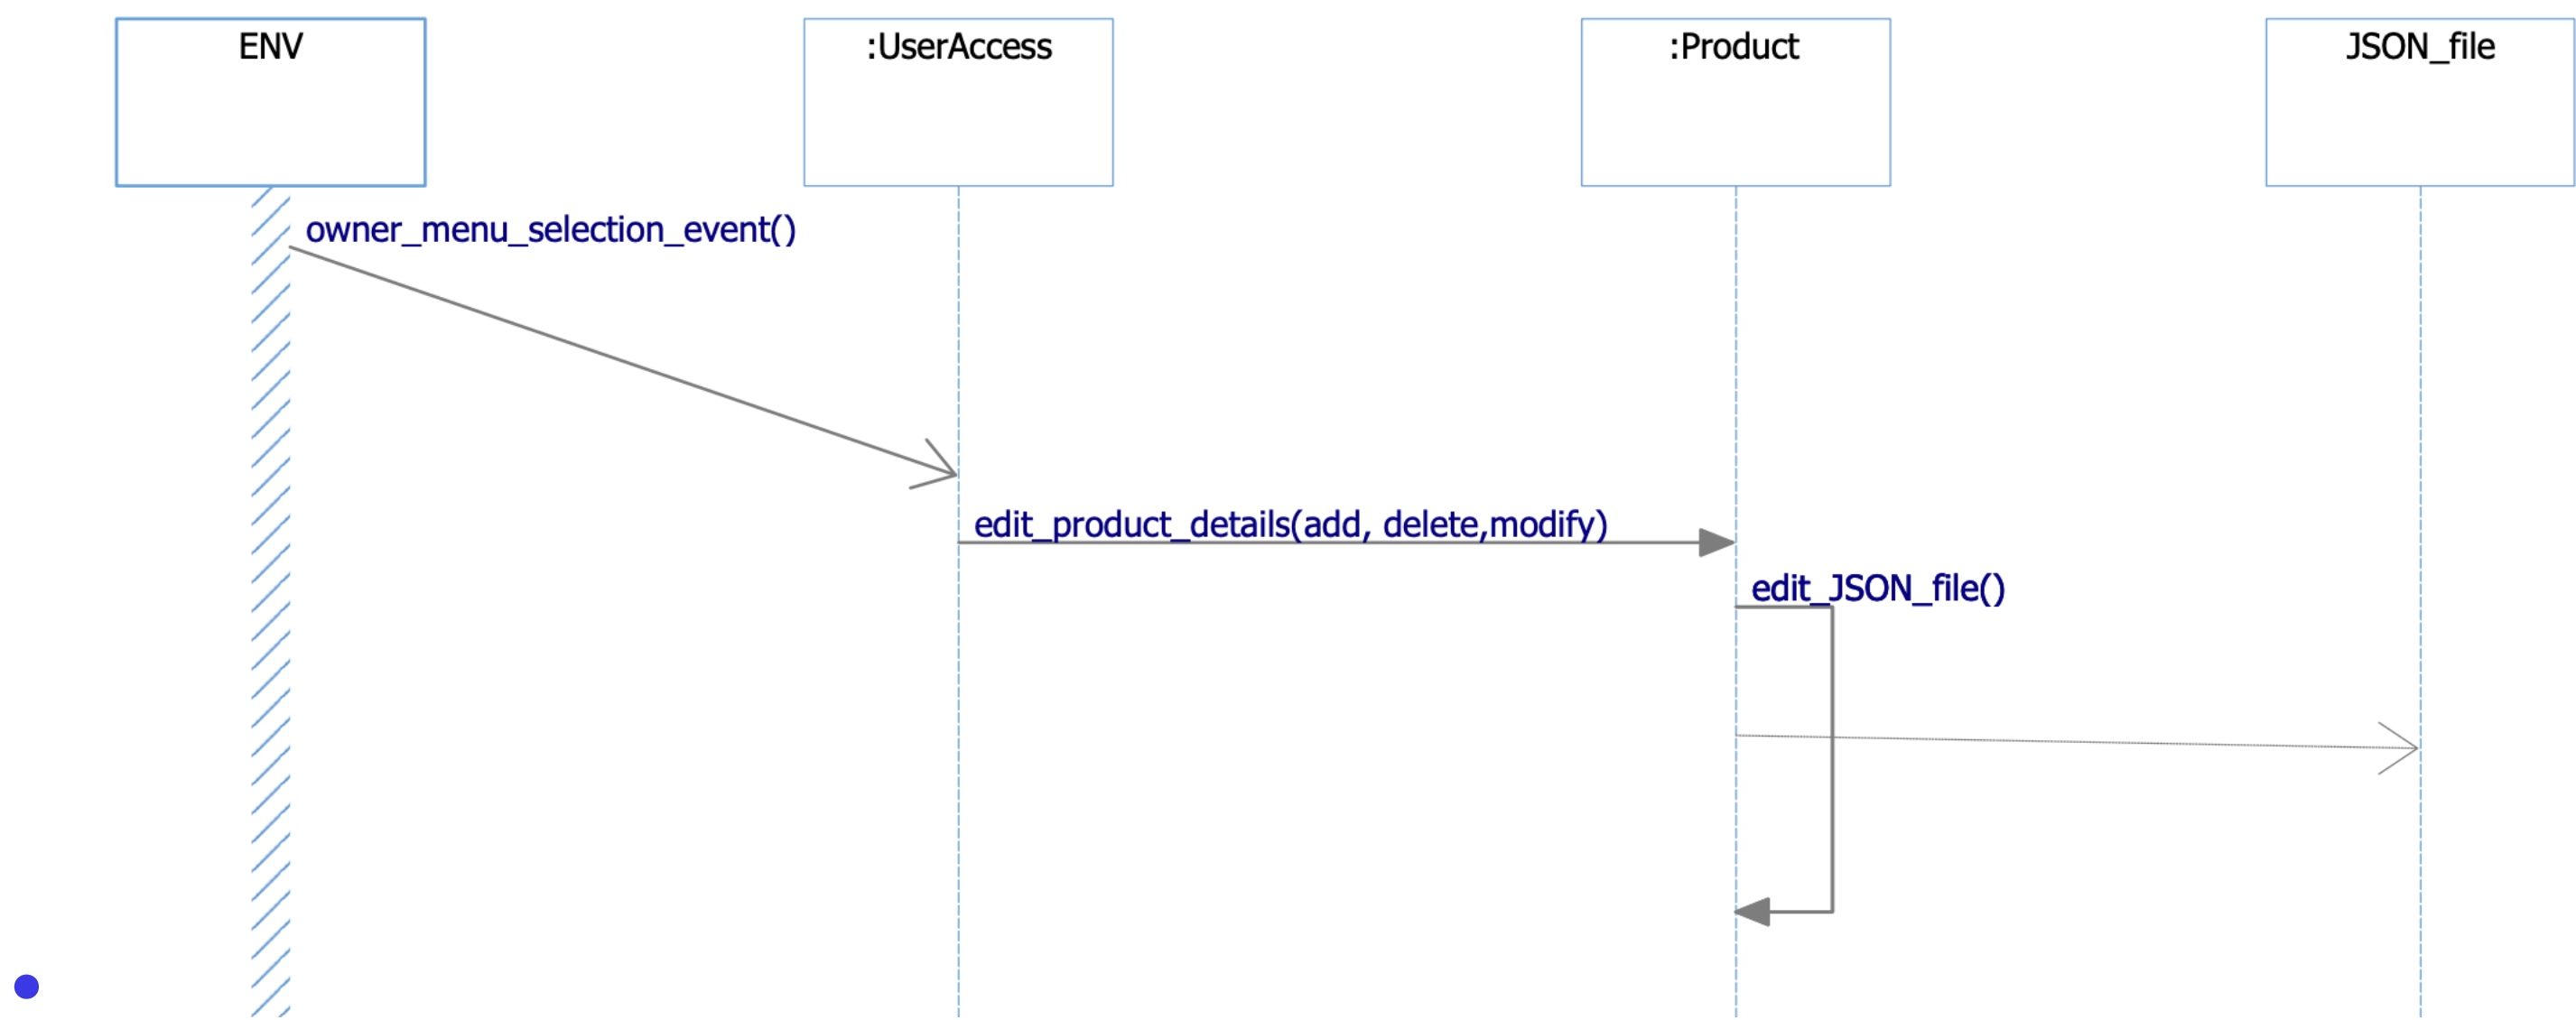 ENV
:UserAccess
:Product
JSON_file
owner_menu_selection_event()
edit_product_details(add, delete,modify)
edit_JSON_file()